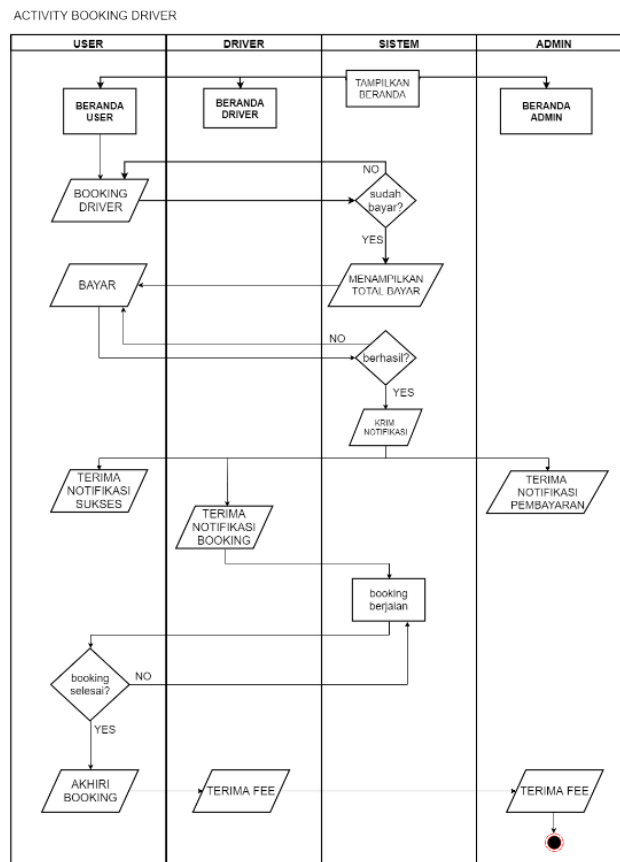 ACTIVITY BOOKING DRIVER
USER
DRIVER
SISTEM
ADMIN
TAMPILKAN
BERANDA
BERANDA
USER
BERANDA
DRIVER
BERANDA
ADMIN
NO
BOOKING
DRIVER
sudah
bayar?
YES
BAYAR
MENAMPILKAN
TOTAL BAYAR
NO
berhasil?
YES
KRIM
NOTIFIKASI
TERIMA
NOTIFIKASI
SUKSES
TERIMA
NOTIFIKASI
BOOKING
TERIMA
NOTIFIKASI
PEMBAYARAN
booking
berjalan
booking
selesai?
NO
YES
AKHIRI
BOOKING
TERIMA FEE
TERIMA FEE